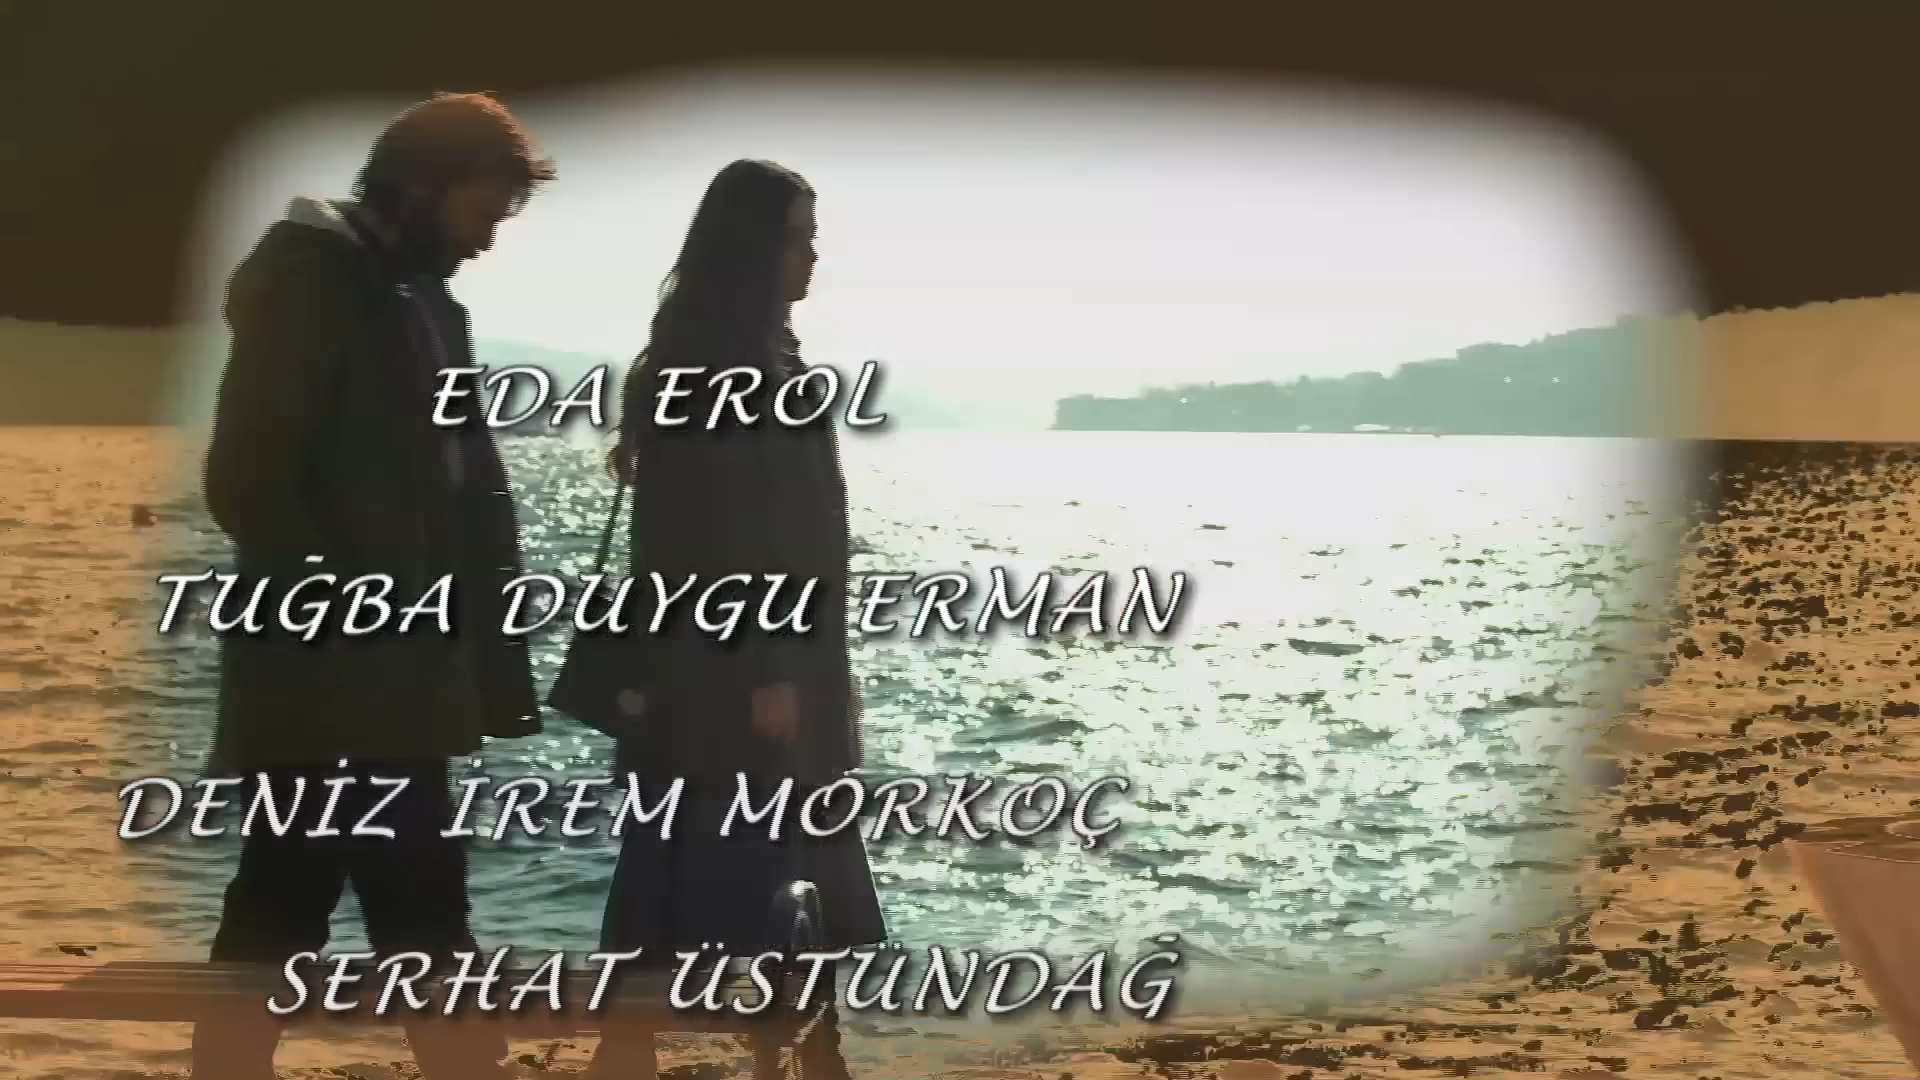 EDA EROL
TUĞBA DUYGU ERMAN
DENİZ İREM MORKOÇ
SERHAT ÜSTÜNDAĞ